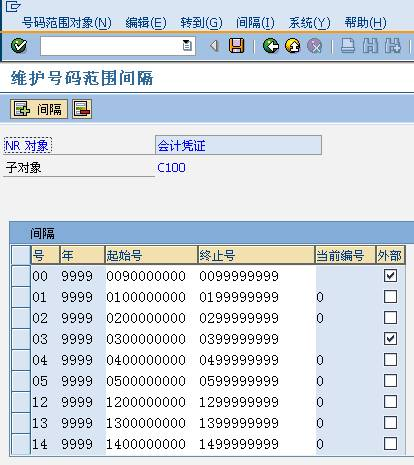 号码范围对象(N) 编辑(E) 转到(G) 间隔(I) 系统(Y) 帮助(H)
维护号码范围间隔
间隔
NR 对象 会计凭证
子对象 C100
间隔
号 年 起始号 终止号 当前编号 外部
00 9999 0090000000 0099999999
01 9999 0100000000 0199999999 0
02 9999 0200000000 0299999999 0
03 9999 0300000000 0399999999 0
04 9999 0400000000 0499999999 0
05 9999 0500000000 0599999999 0
12 9999 1200000000 1299999999 0
13 9999 1300000000 1399999999 0
14 9999 1400000000 1499999999 0